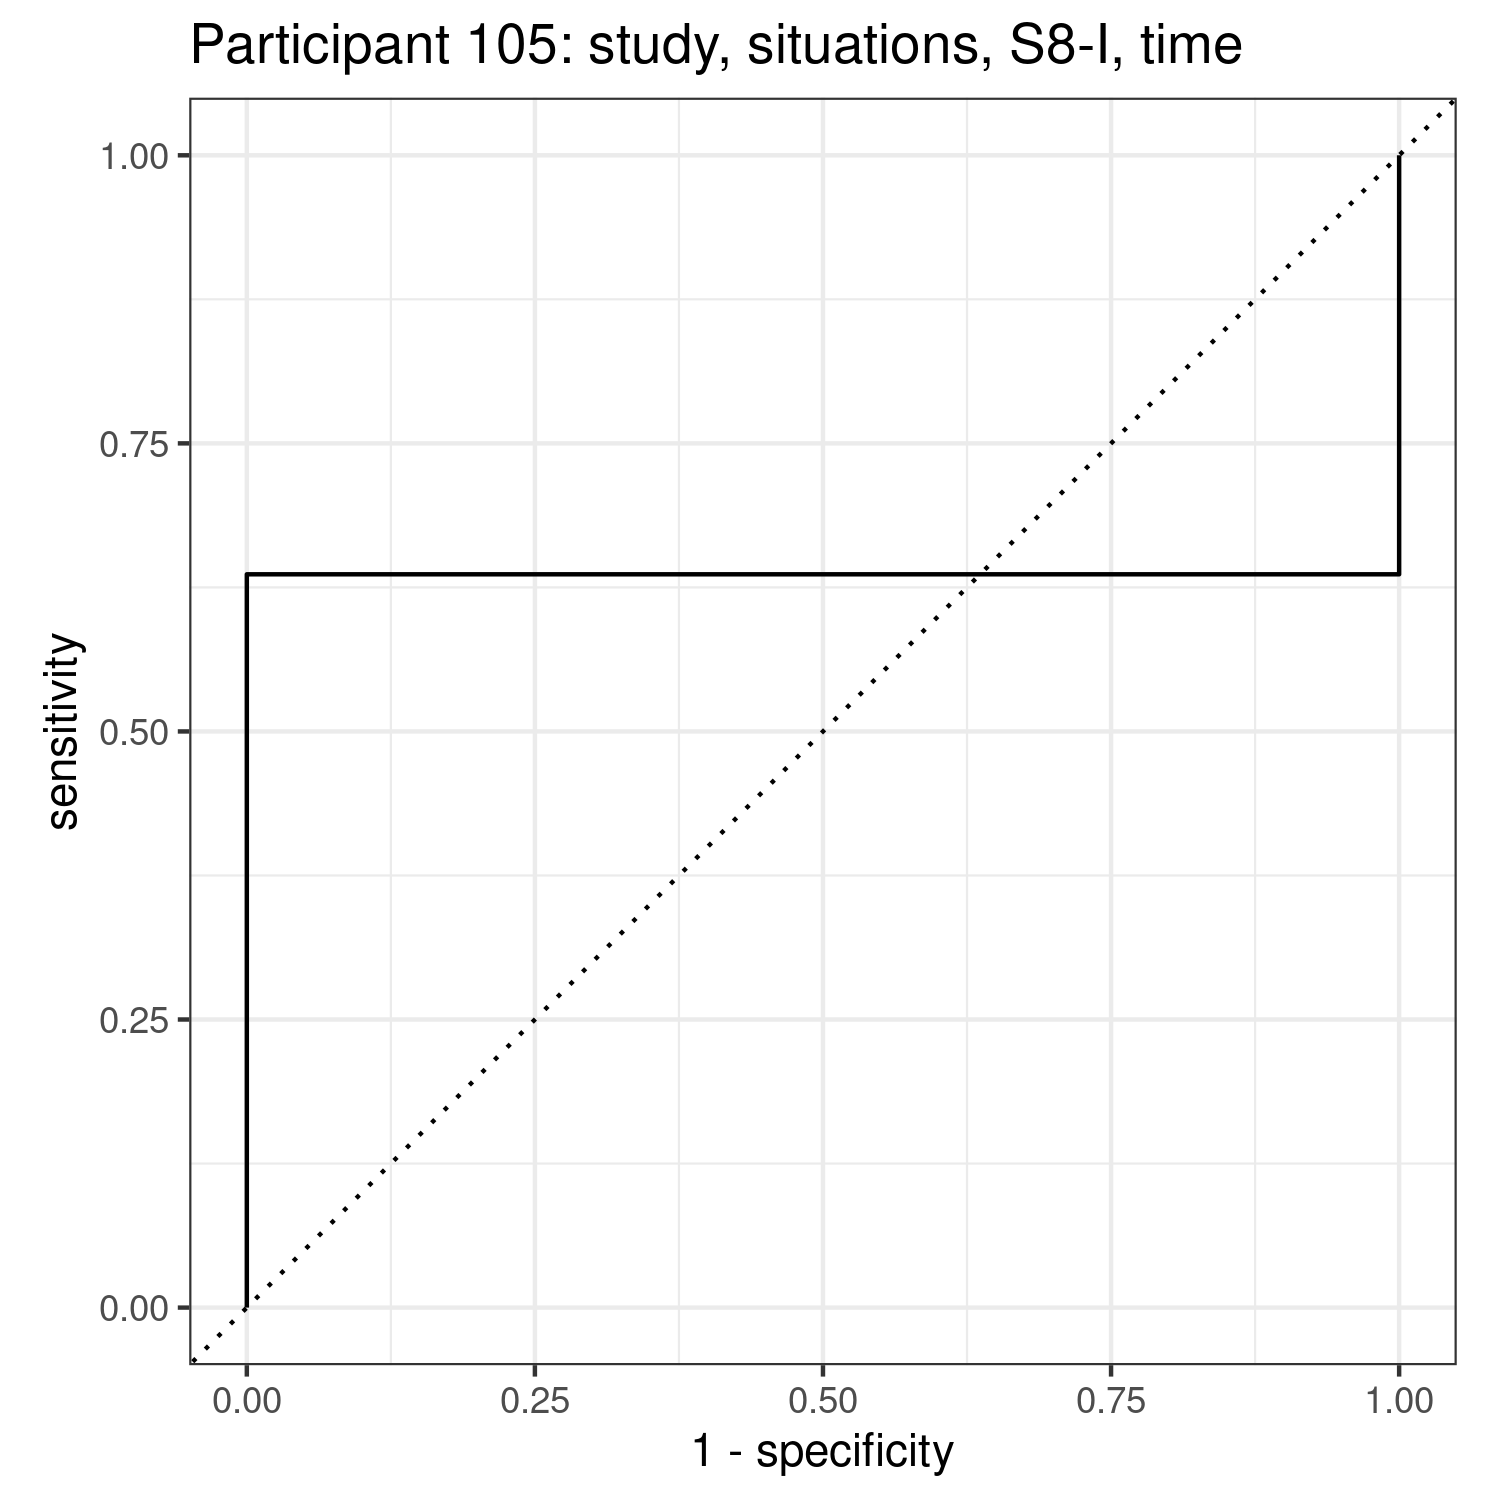 Participant 105: study, situations, S8-I, time
1.00
0.75
0.50
0.25
0.00
sensitivity
0.00 0.25 0.50 0.75 1.00
1 - specificity